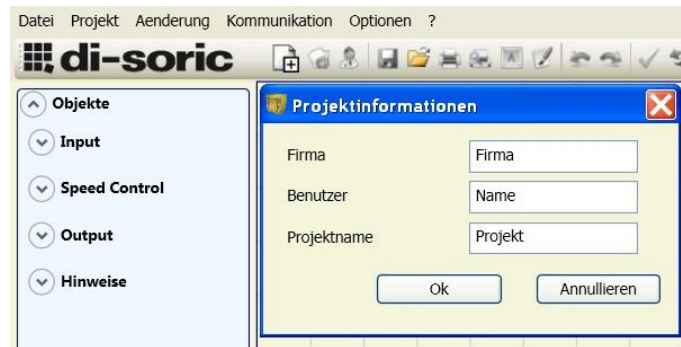 Datei Projekt Aenderung Kommunikation Optionen ?
di-soric
Objekte
Input
Speed Control
Output
Hinweise
Projektinformationen
Firma Firma
Benutzer Name
Projektname Projekt
Ok Annullieren